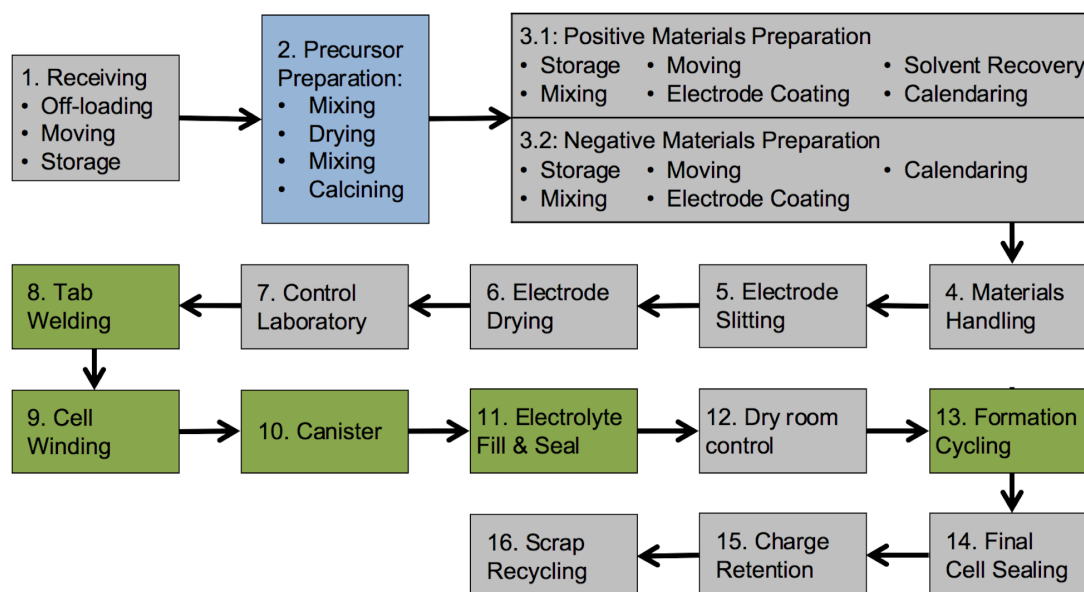 1. Receiving
• Off-loading
• Moving
• Storage
2. Precursor
Preparation:
• Mixing
• Drying
• Mixing
• Calcining
3.1: Positive Materials Preparation
• Storage • Moving • Solvent Recovery
• Mixing • Electrode Coating • Calendaring
3.2: Negative Materials Preparation
• Storage • Moving • Calendaring
• Mixing • Electrode Coating
4. Materials
Handling
5. Electrode
Slitting
6. Electrode
Drying
7. Control
Laboratory
8. Tab
Welding
9. Cell
Winding
10. Canister
11. Electrolyte
Fill & Seal
12. Dry room
control
13. Formation
Cycling
14. Final
Cell Sealing
15. Charge
Retention
16. Scrap
Recycling